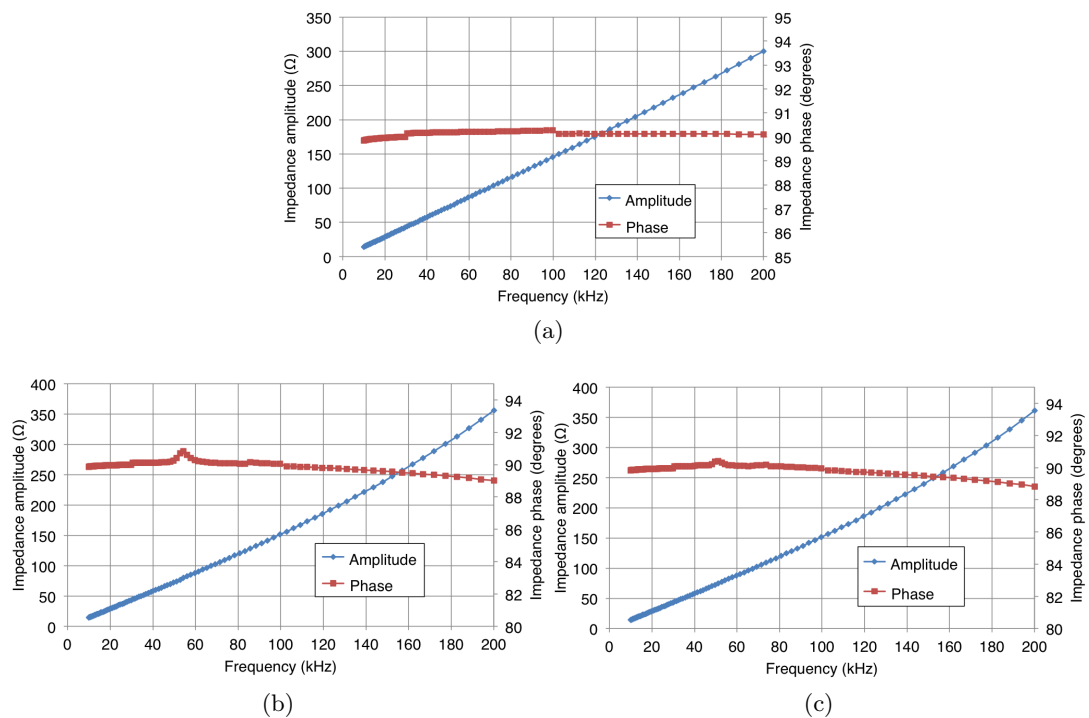 Impedance amplitude (Ω)
350
300
250
200
150
100
50
0
95
94
93
92
91
90
89
88
87
86
85
Impedance phase (degrees)
Amplitude
Phase
0 20 40 60 80 100 120 140 160 180 200
Frequency (kHz)
(a)
Impedance amplitude (Ω)
400
350
300
250
200
150
100
50
0
94
92
90
88
86
84
82
80
Impedance phase (degrees)
Amplitude
Phase
0 20 40 60 80 100 120 140 160 180 200
Frequency (kHz)
(b)
Impedance amplitude (Ω)
400
350
300
250
200
150
100
50
0
94
92
90
88
86
84
82
80
Impedance phase (degrees)
Amplitude
Phase
0 20 40 60 80 100 120 140 160 180 200
Frequency (kHz)
(c)